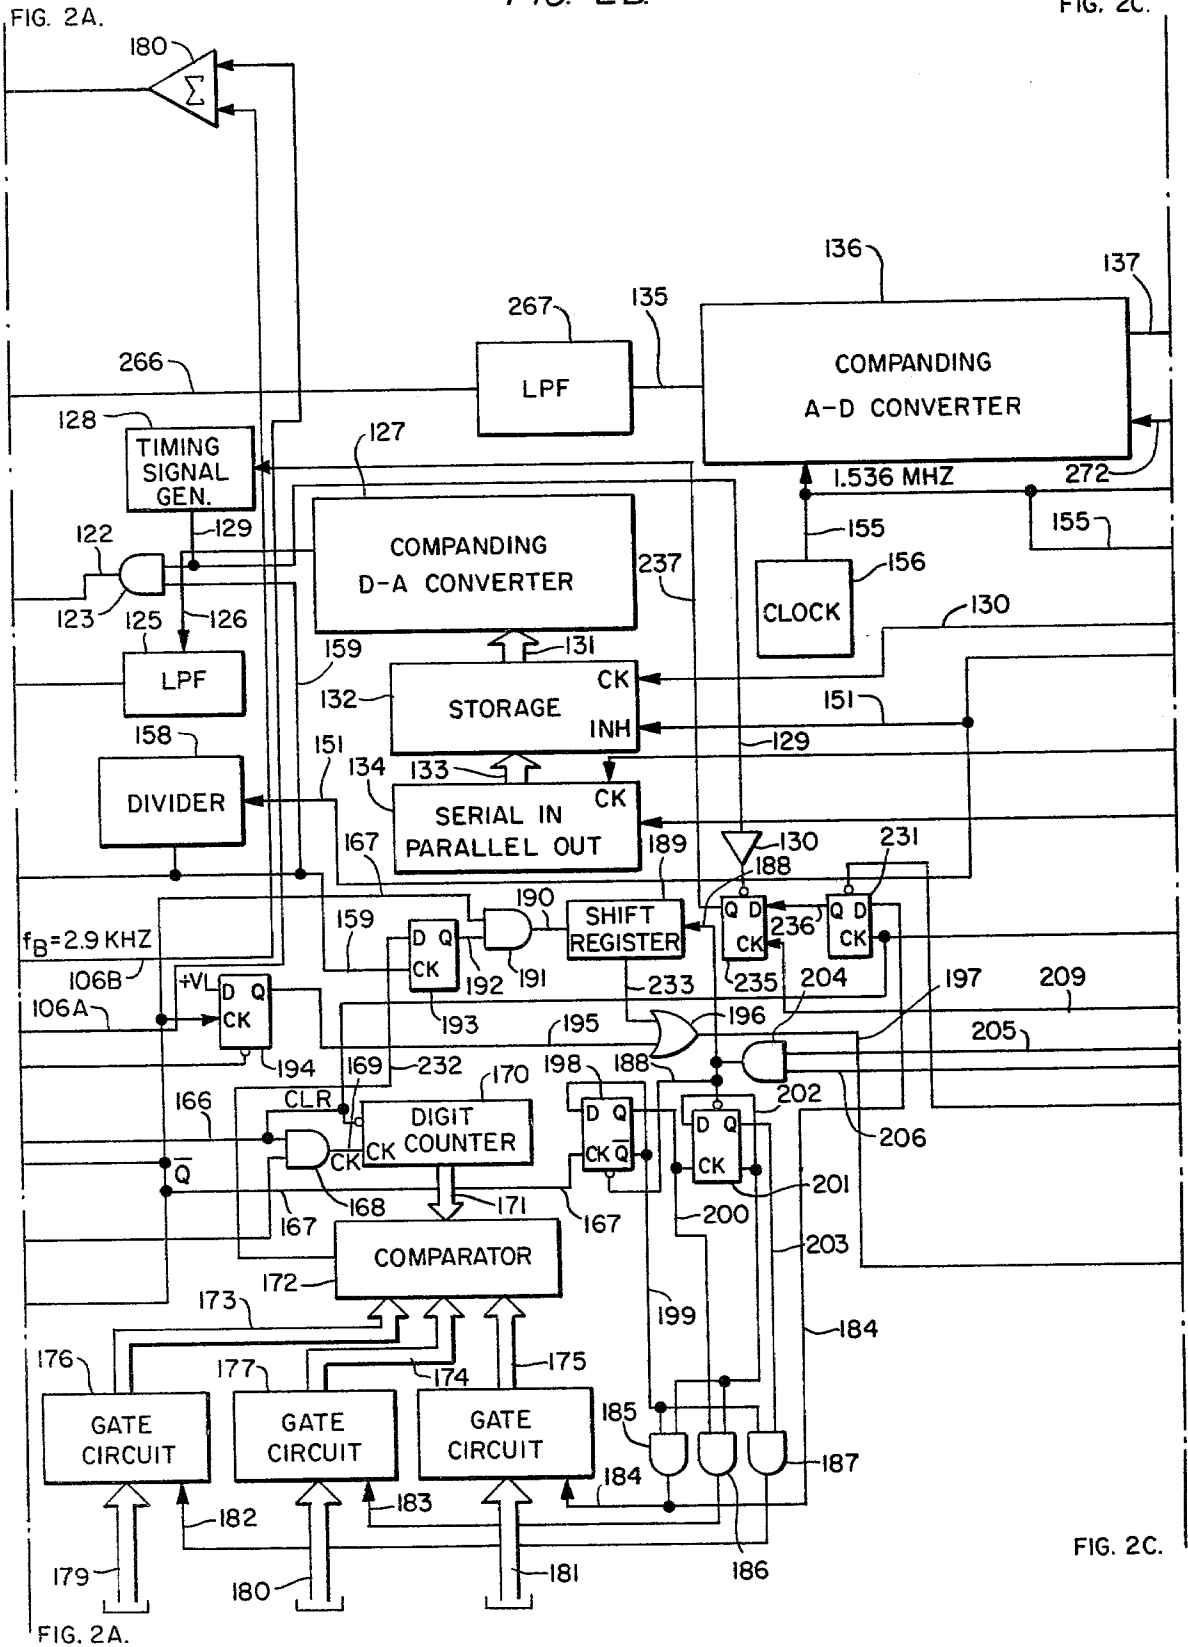 FIG. 2B.
FIG. 2A.
FIG. 2C.
180
Σ
136
137
267
135
266
LPF
COMPANDING
A-D CONVERTER
128
127
TIMING
SIGNAL
GEN.
272
1.536 MHZ
129
155
155
122
COMPANDING
D-A CONVERTER
237
156
123
126
CLOCK
130
125
159
131
LPF
132
CK
STORAGE
151
INH
158
129
151
133
134
CK
DIVIDER
SERIAL IN
PARALLEL OUT
130
231
167
189
188
190
SHIFT
REGISTER
Q D
236
Q D
fB=2.9 KHZ
159
D Q
CK
CK
CK
106B
192
191
235
204
197
+V
D Q
233
209
106A
CK
193
196
195
205
194
232
169
198
188
170
202
CLR
166
DIGIT
COUNTER
D Q
D Q
206
CK
CK
CK Q̅
CK
Q̅
201
168
171
200
167
167
203
COMPARATOR
172
173
199
184
176
177
174
175
185
GATE
CIRCUIT
GATE
CIRCUIT
GATE
CIRCUIT
187
184
182
183
186
FIG. 2C.
179
180
181
FIG. 2A.